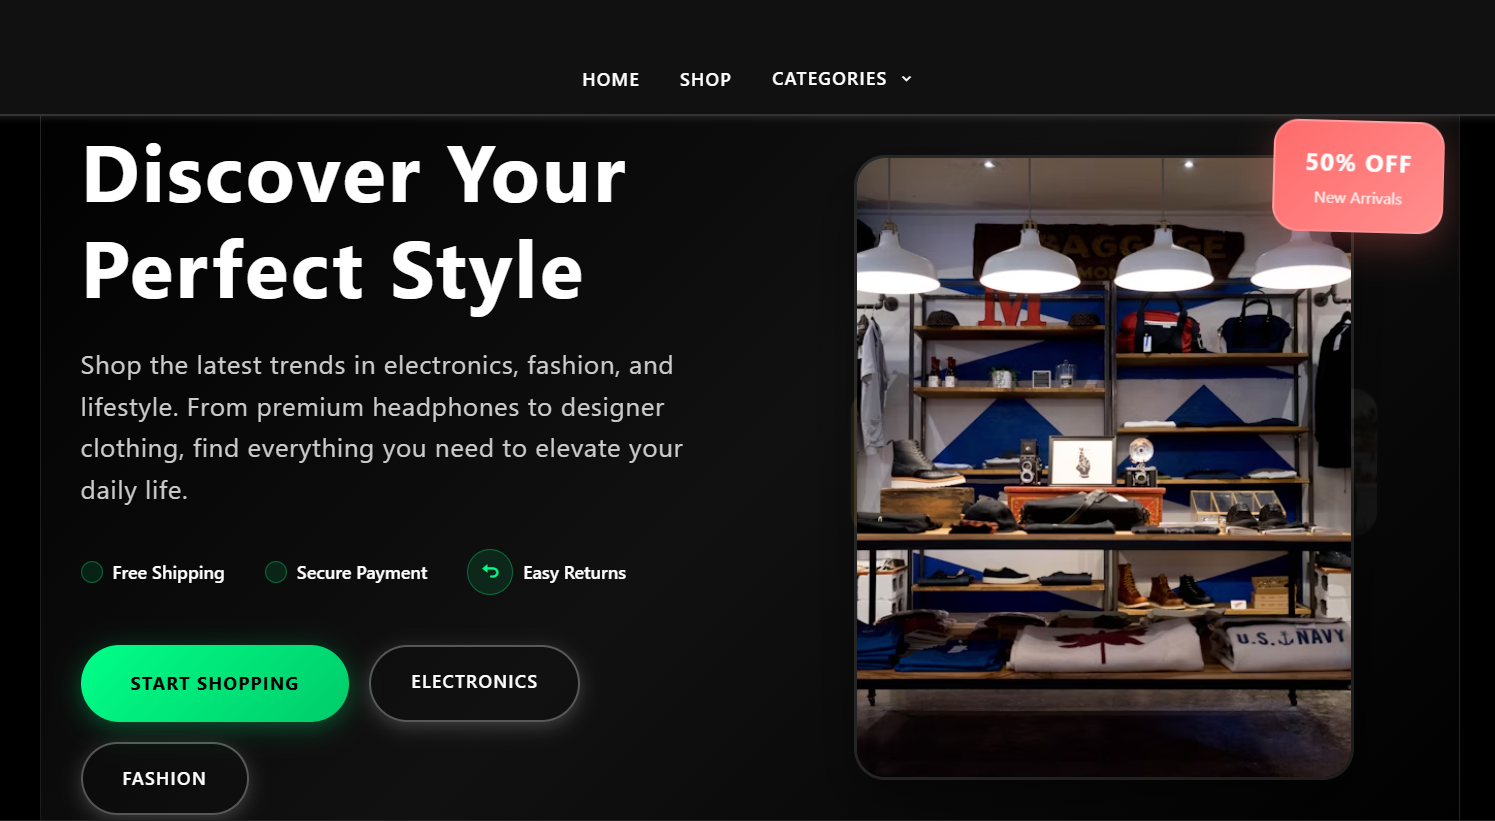 HOME
SHOP
CATEGORIES
50% OFF
New Arrivals
Discover Your
Perfect Style
Shop the latest trends in electronics, fashion, and
lifestyle. From premium headphones to designer
clothing, find everything you need to elevate your
daily life.
Free Shipping
Secure Payment
Easy Returns
START SHOPPING
ELECTRONICS
FASHION
M
U.S. NAVY